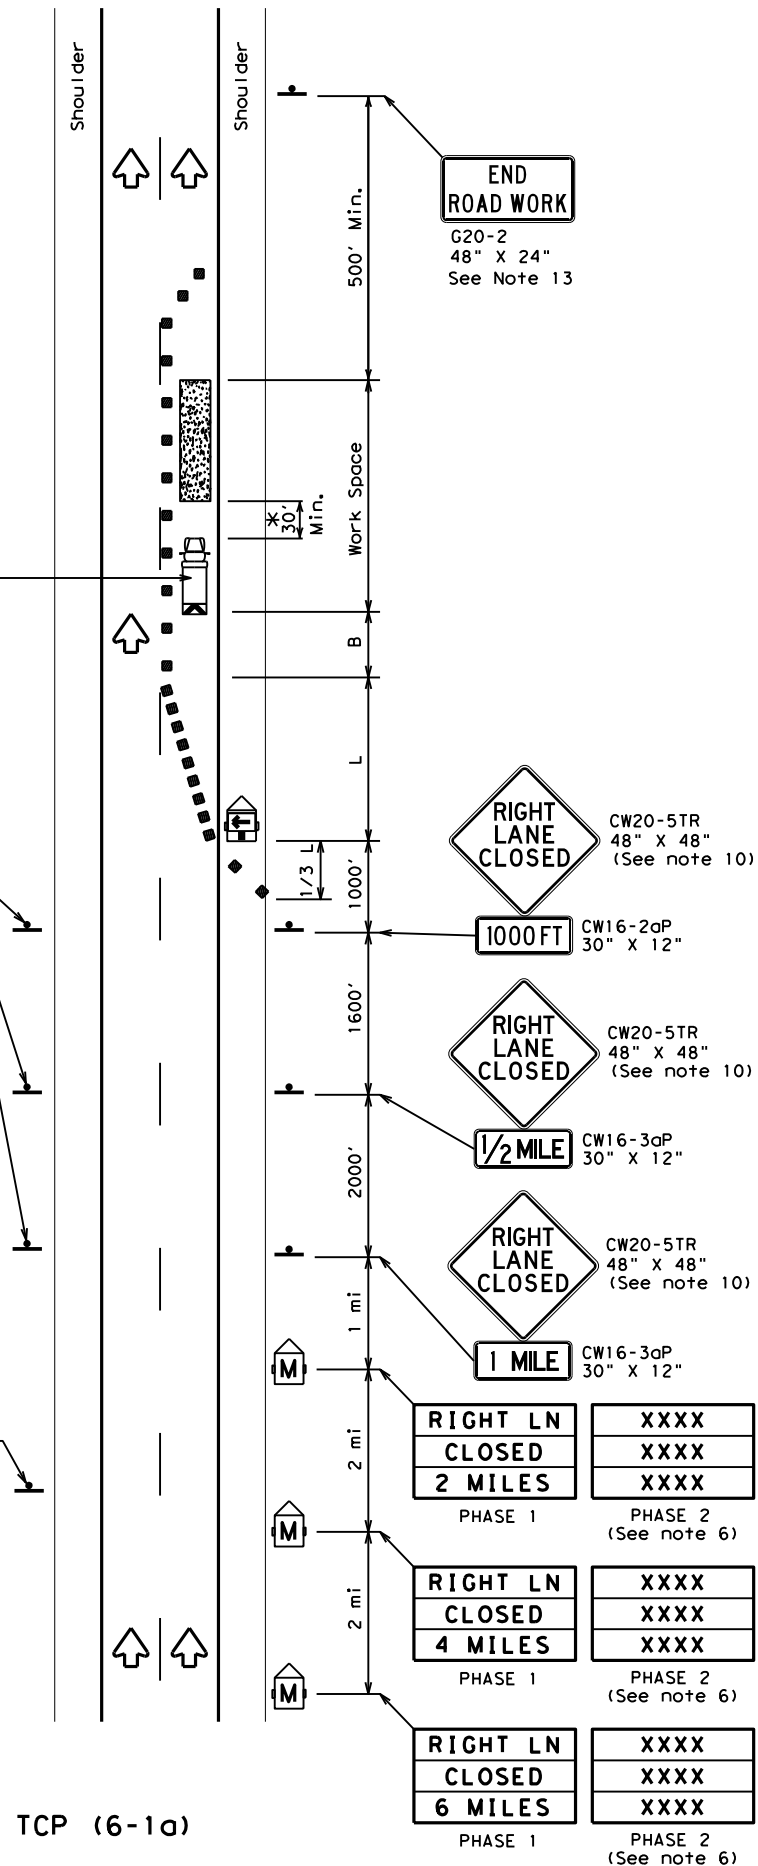 Shoulder
Shoulder
END
ROAD WORK
G20-2
48" X 24"
See Note 13
500' Min.
Work Space
* 30'
Min.
B
L
1/3 L
1000'
RIGHT
LANE
CLOSED
CW20-5TR
48" X 48"
(See note 10)
1000 FT
CW16-2aP
30" X 12"
1600'
RIGHT
LANE
CLOSED
CW20-5TR
48" X 48"
(See note 10)
1/2 MILE
CW16-3aP
30" X 12"
2000'
RIGHT
LANE
CLOSED
CW20-5TR
48" X 48"
(See note 10)
1 MILE
CW16-3aP
30" X 12"
1 mi
M
RIGHT LN
CLOSED
2 MILES
PHASE 1
XXXX
XXXX
XXXX
PHASE 2
(See note 6)
2 mi
M
RIGHT LN
CLOSED
4 MILES
PHASE 1
XXXX
XXXX
XXXX
PHASE 2
(See note 6)
2 mi
M
RIGHT LN
CLOSED
6 MILES
PHASE 1
XXXX
XXXX
XXXX
PHASE 2
(See note 6)
TCP (6-1a)